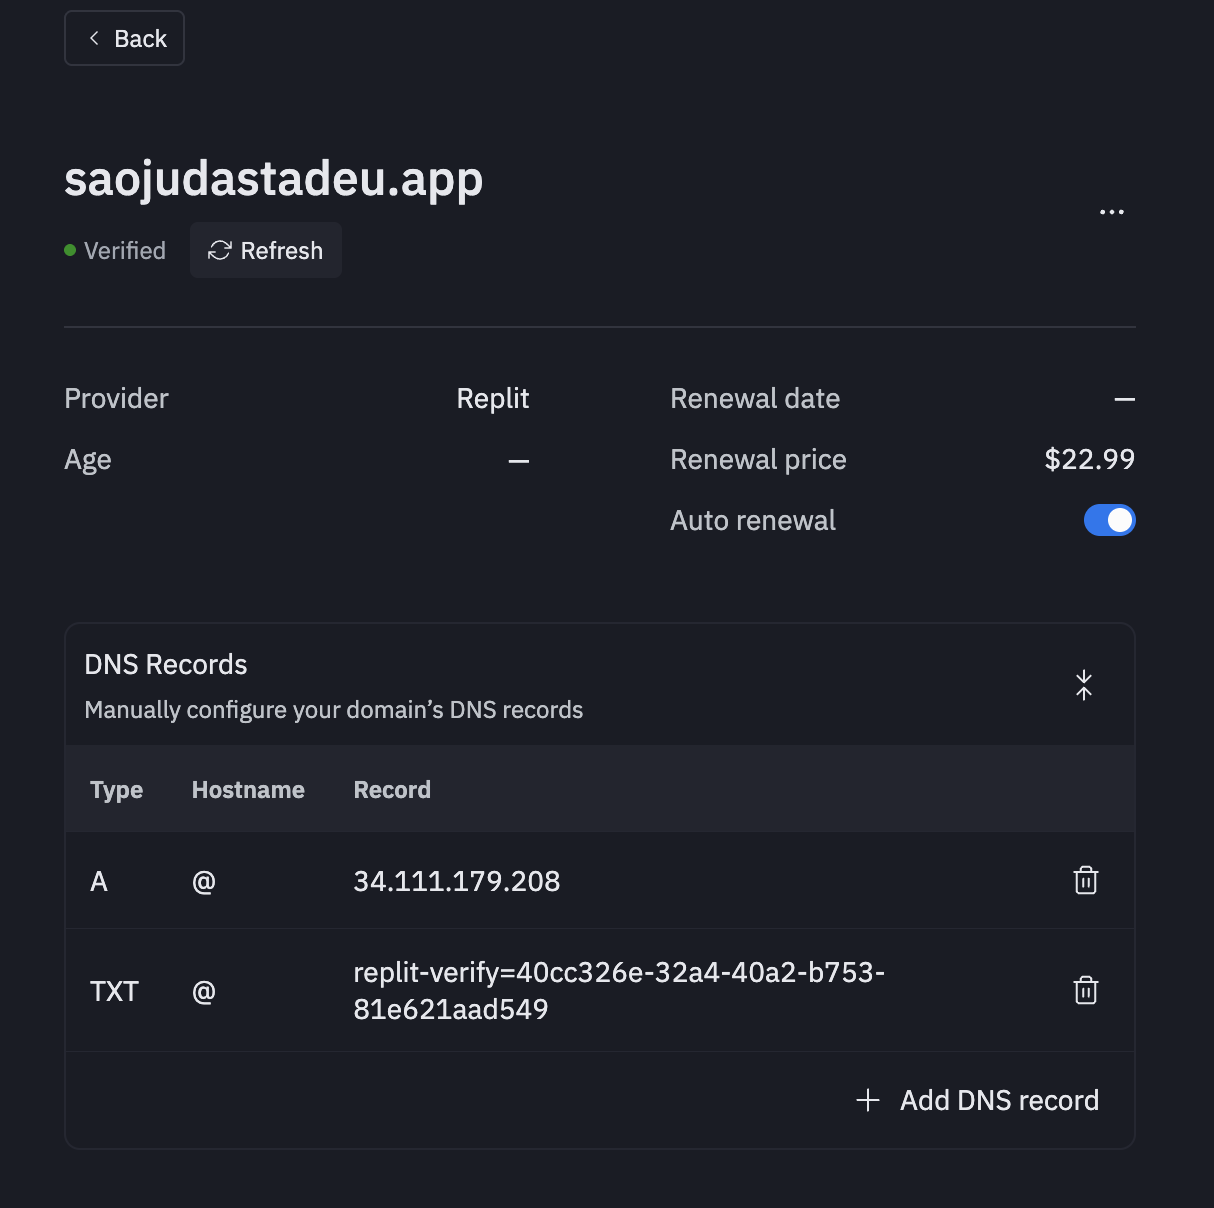 Back
saojudastadeu.app
Verified
Refresh
Provider
Replit
Renewal date
—
Age
—
Renewal price
$22.99
Auto renewal
DNS Records
Manually configure your domain’s DNS records
Type Hostname Record
A @ 34.111.179.208
TXT @ replit-verify=40cc326e-32a4-40a2-b753-
81e621aad549
Add DNS record